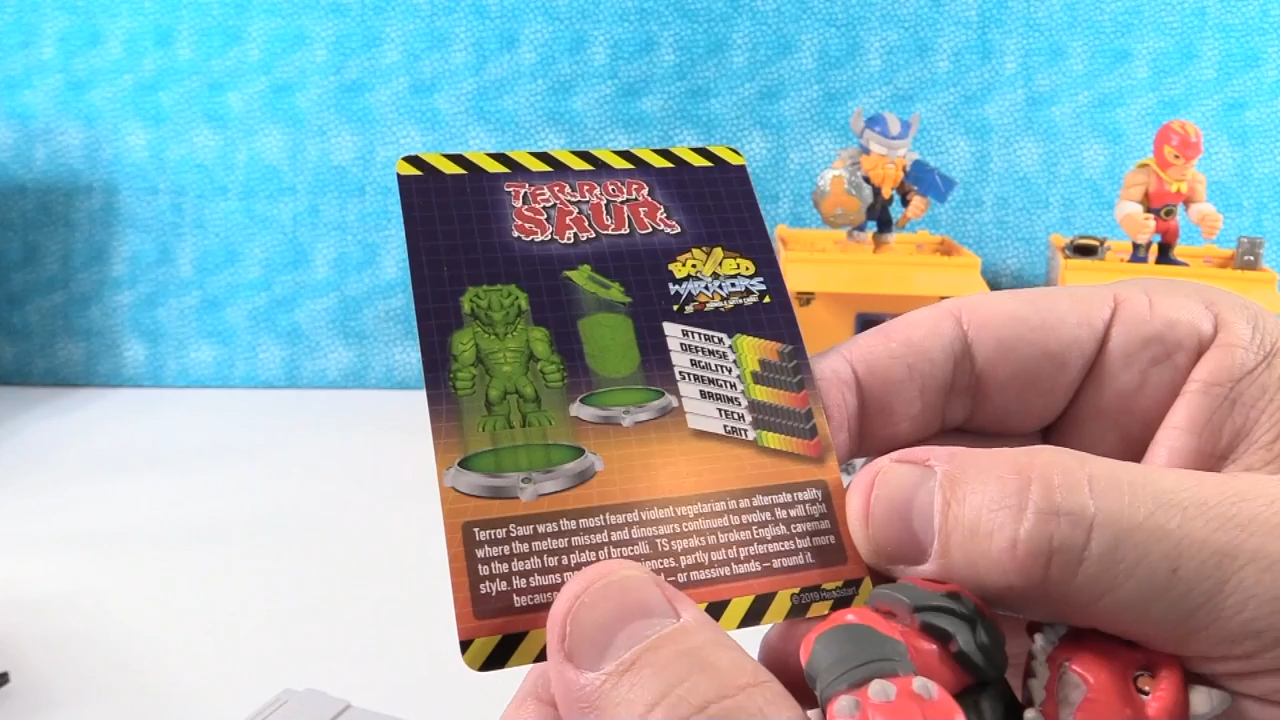 TERROR
SAUR
BOXED
WARRIORS
HANDLE WITH CARE!
ATTACK
DEFENSE
AGILITY
STRENGTH
BRAINS
TECH
GRIT
Terror Saur was the most feared violent vegetarian in an alternate reality
where the meteor missed and dinosaurs continued to evolve. He will fight
to the death for a plate of brocolli. TS speaks in broken English, caveman
style. He shuns partly out of preferences but more
because – or massive hands – around it.
© 2019 Headstart